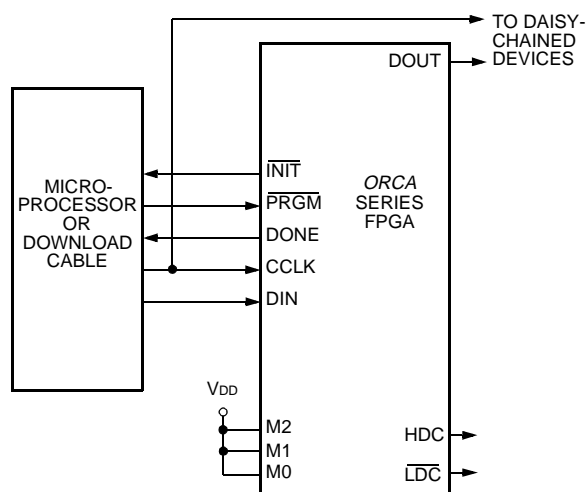 TO DAISY-
CHAINED
DEVICES
DOUT
MICRO-
PROCESSOR
OR
DOWNLOAD
CABLE
INIT
PRGM
DONE
CCLK
DIN
ORCA
SERIES
FPGA
VDD
M2
M1
M0
HDC
LDC